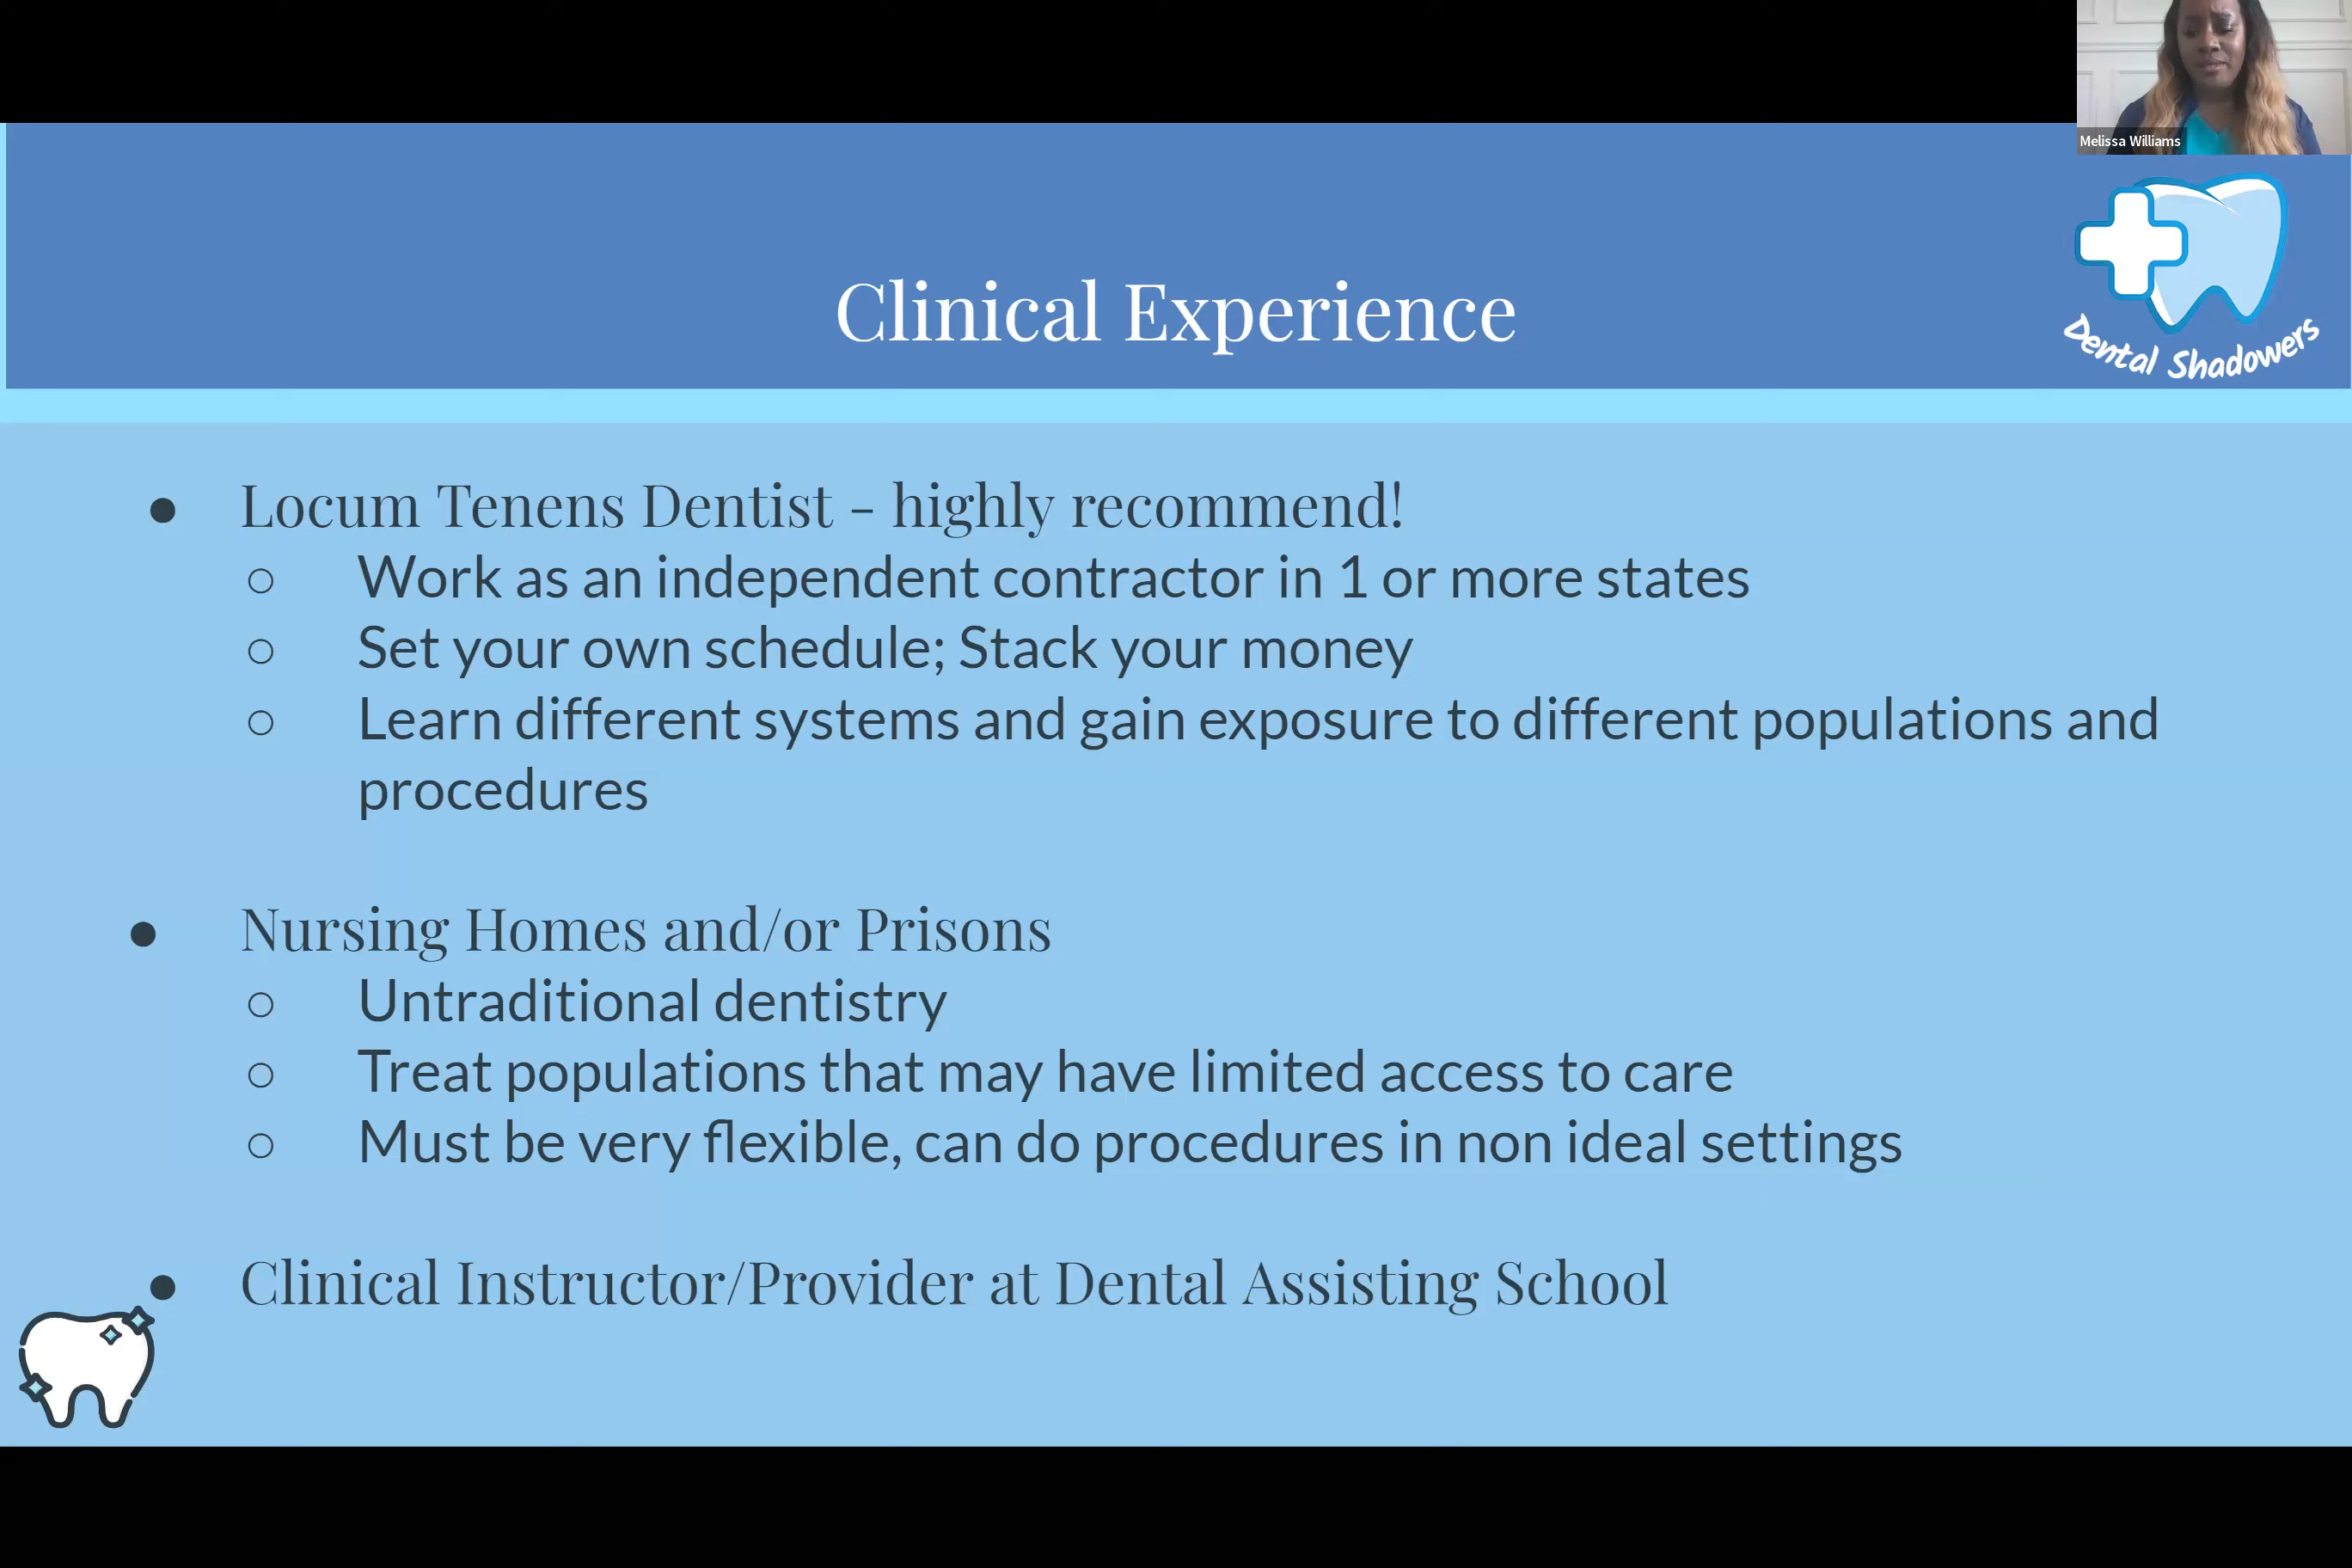 Melissa Williams
Clinical Experience
Dental Shadowers
● Locum Tenens Dentist - highly recommend!
○ Work as an independent contractor in 1 or more states
○ Set your own schedule; Stack your money
○ Learn different systems and gain exposure to different populations and
procedures
● Nursing Homes and/or Prisons
○ Untraditional dentistry
○ Treat populations that may have limited access to care
○ Must be very flexible, can do procedures in non ideal settings
● Clinical Instructor/Provider at Dental Assisting School